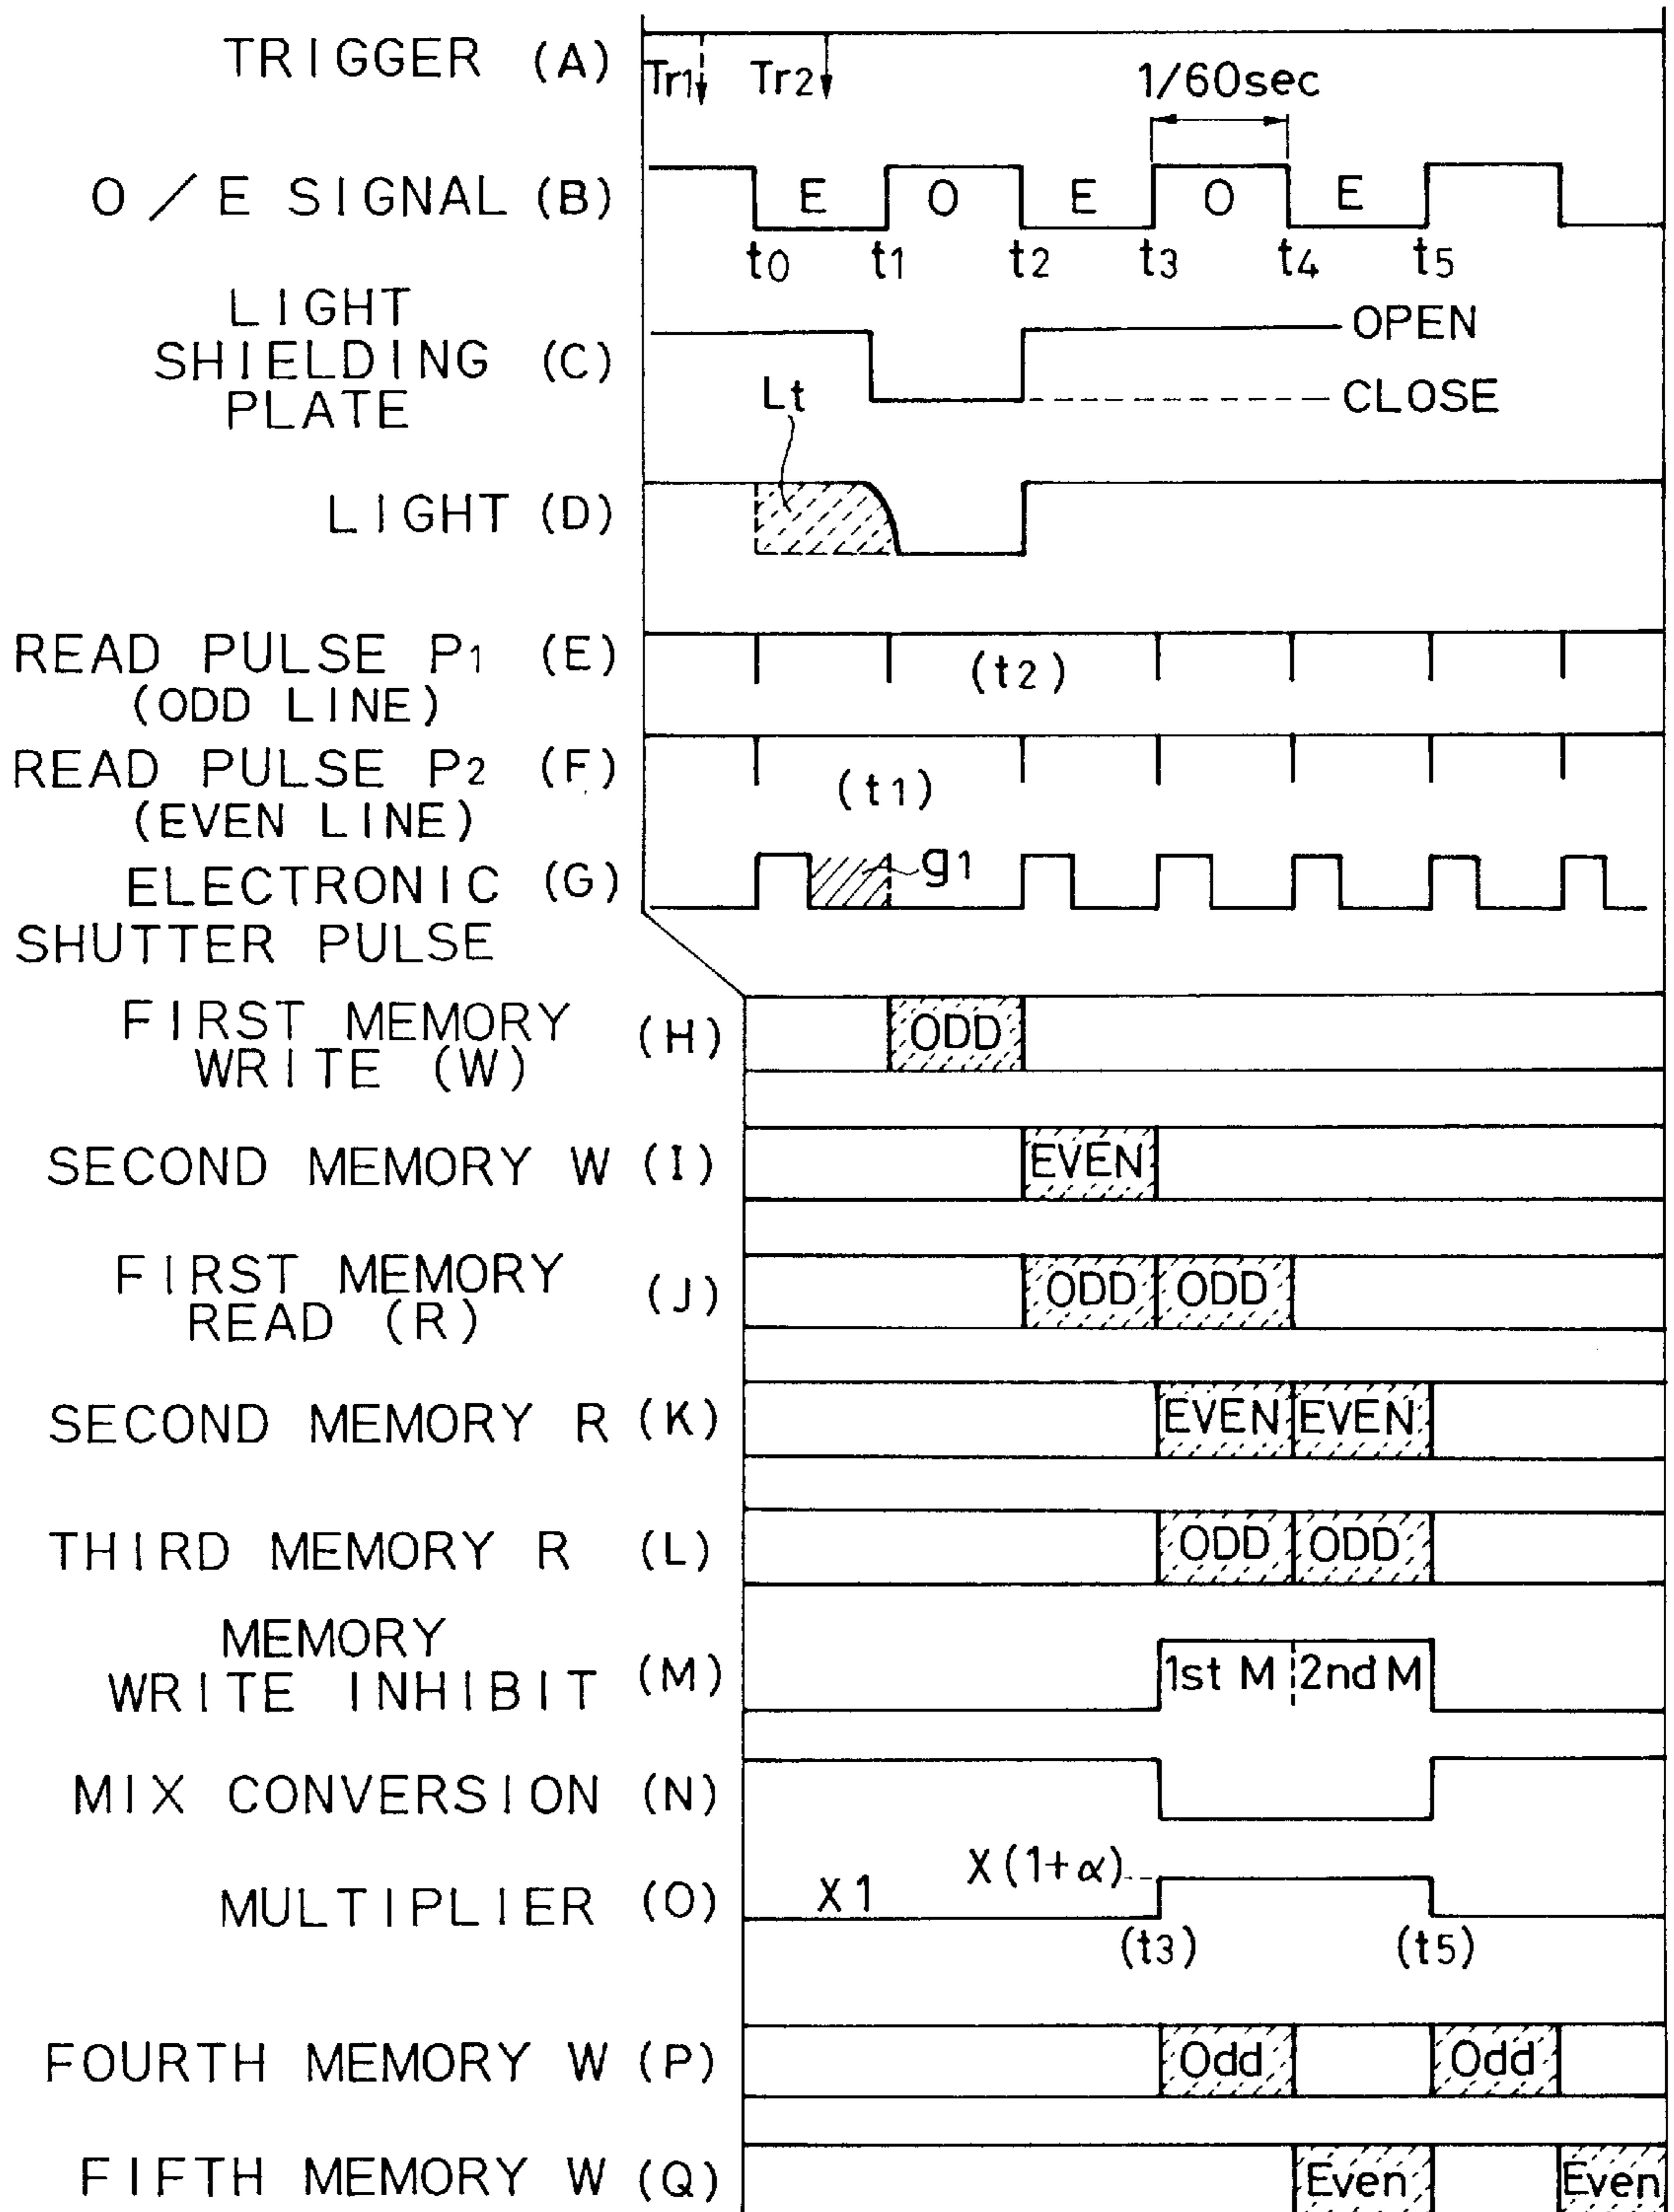 TRIGGER (A)
Tr1 Tr2 1/60sec
O / E SIGNAL (B)
E O E O E
t0 t1 t2 t3 t4 t5
LIGHT
SHIELDING (C)
PLATE
OPEN
CLOSE
Lt
LIGHT (D)
READ PULSE P1 (E)
(ODD LINE)
(t2)
READ PULSE P2 (F)
(EVEN LINE)
(t1)
ELECTRONIC (G)
SHUTTER PULSE
g1
FIRST MEMORY (H)
WRITE (W)
ODD
SECOND MEMORY W (I) EVEN
FIRST MEMORY (J)
READ (R)
ODD ODD
SECOND MEMORY R (K) EVEN EVEN
THIRD MEMORY R (L) ODD ODD
MEMORY
WRITE INHIBIT (M) 1st M 2nd M
MIX CONVERSION (N)
MULTIPLIER (O) X1 X(1+α)
(t3) (t5)
FOURTH MEMORY W (P) Odd Odd
FIFTH MEMORY W (Q) Even Even